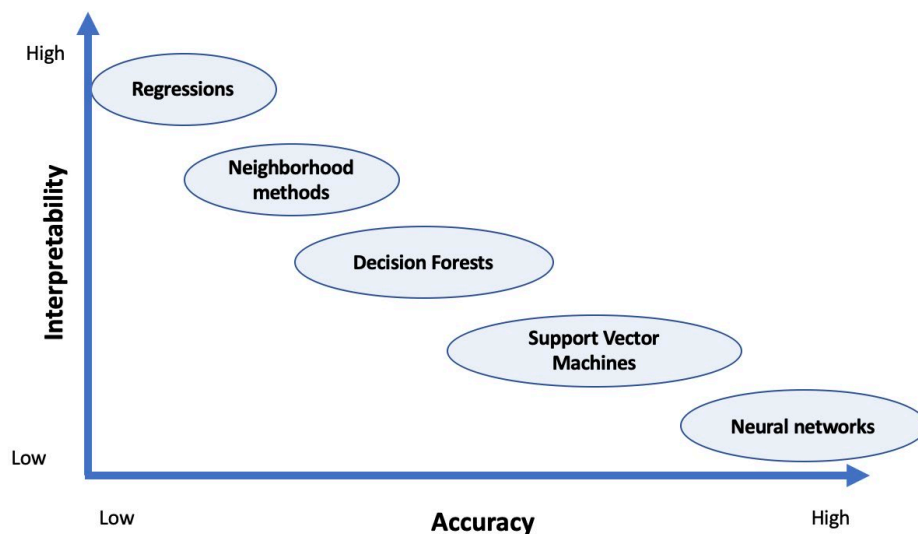 High
Regressions
Neighborhood
methods
Interpretability
Decision Forests
Support Vector
Machines
Neural networks
Low
Low
Accuracy
High